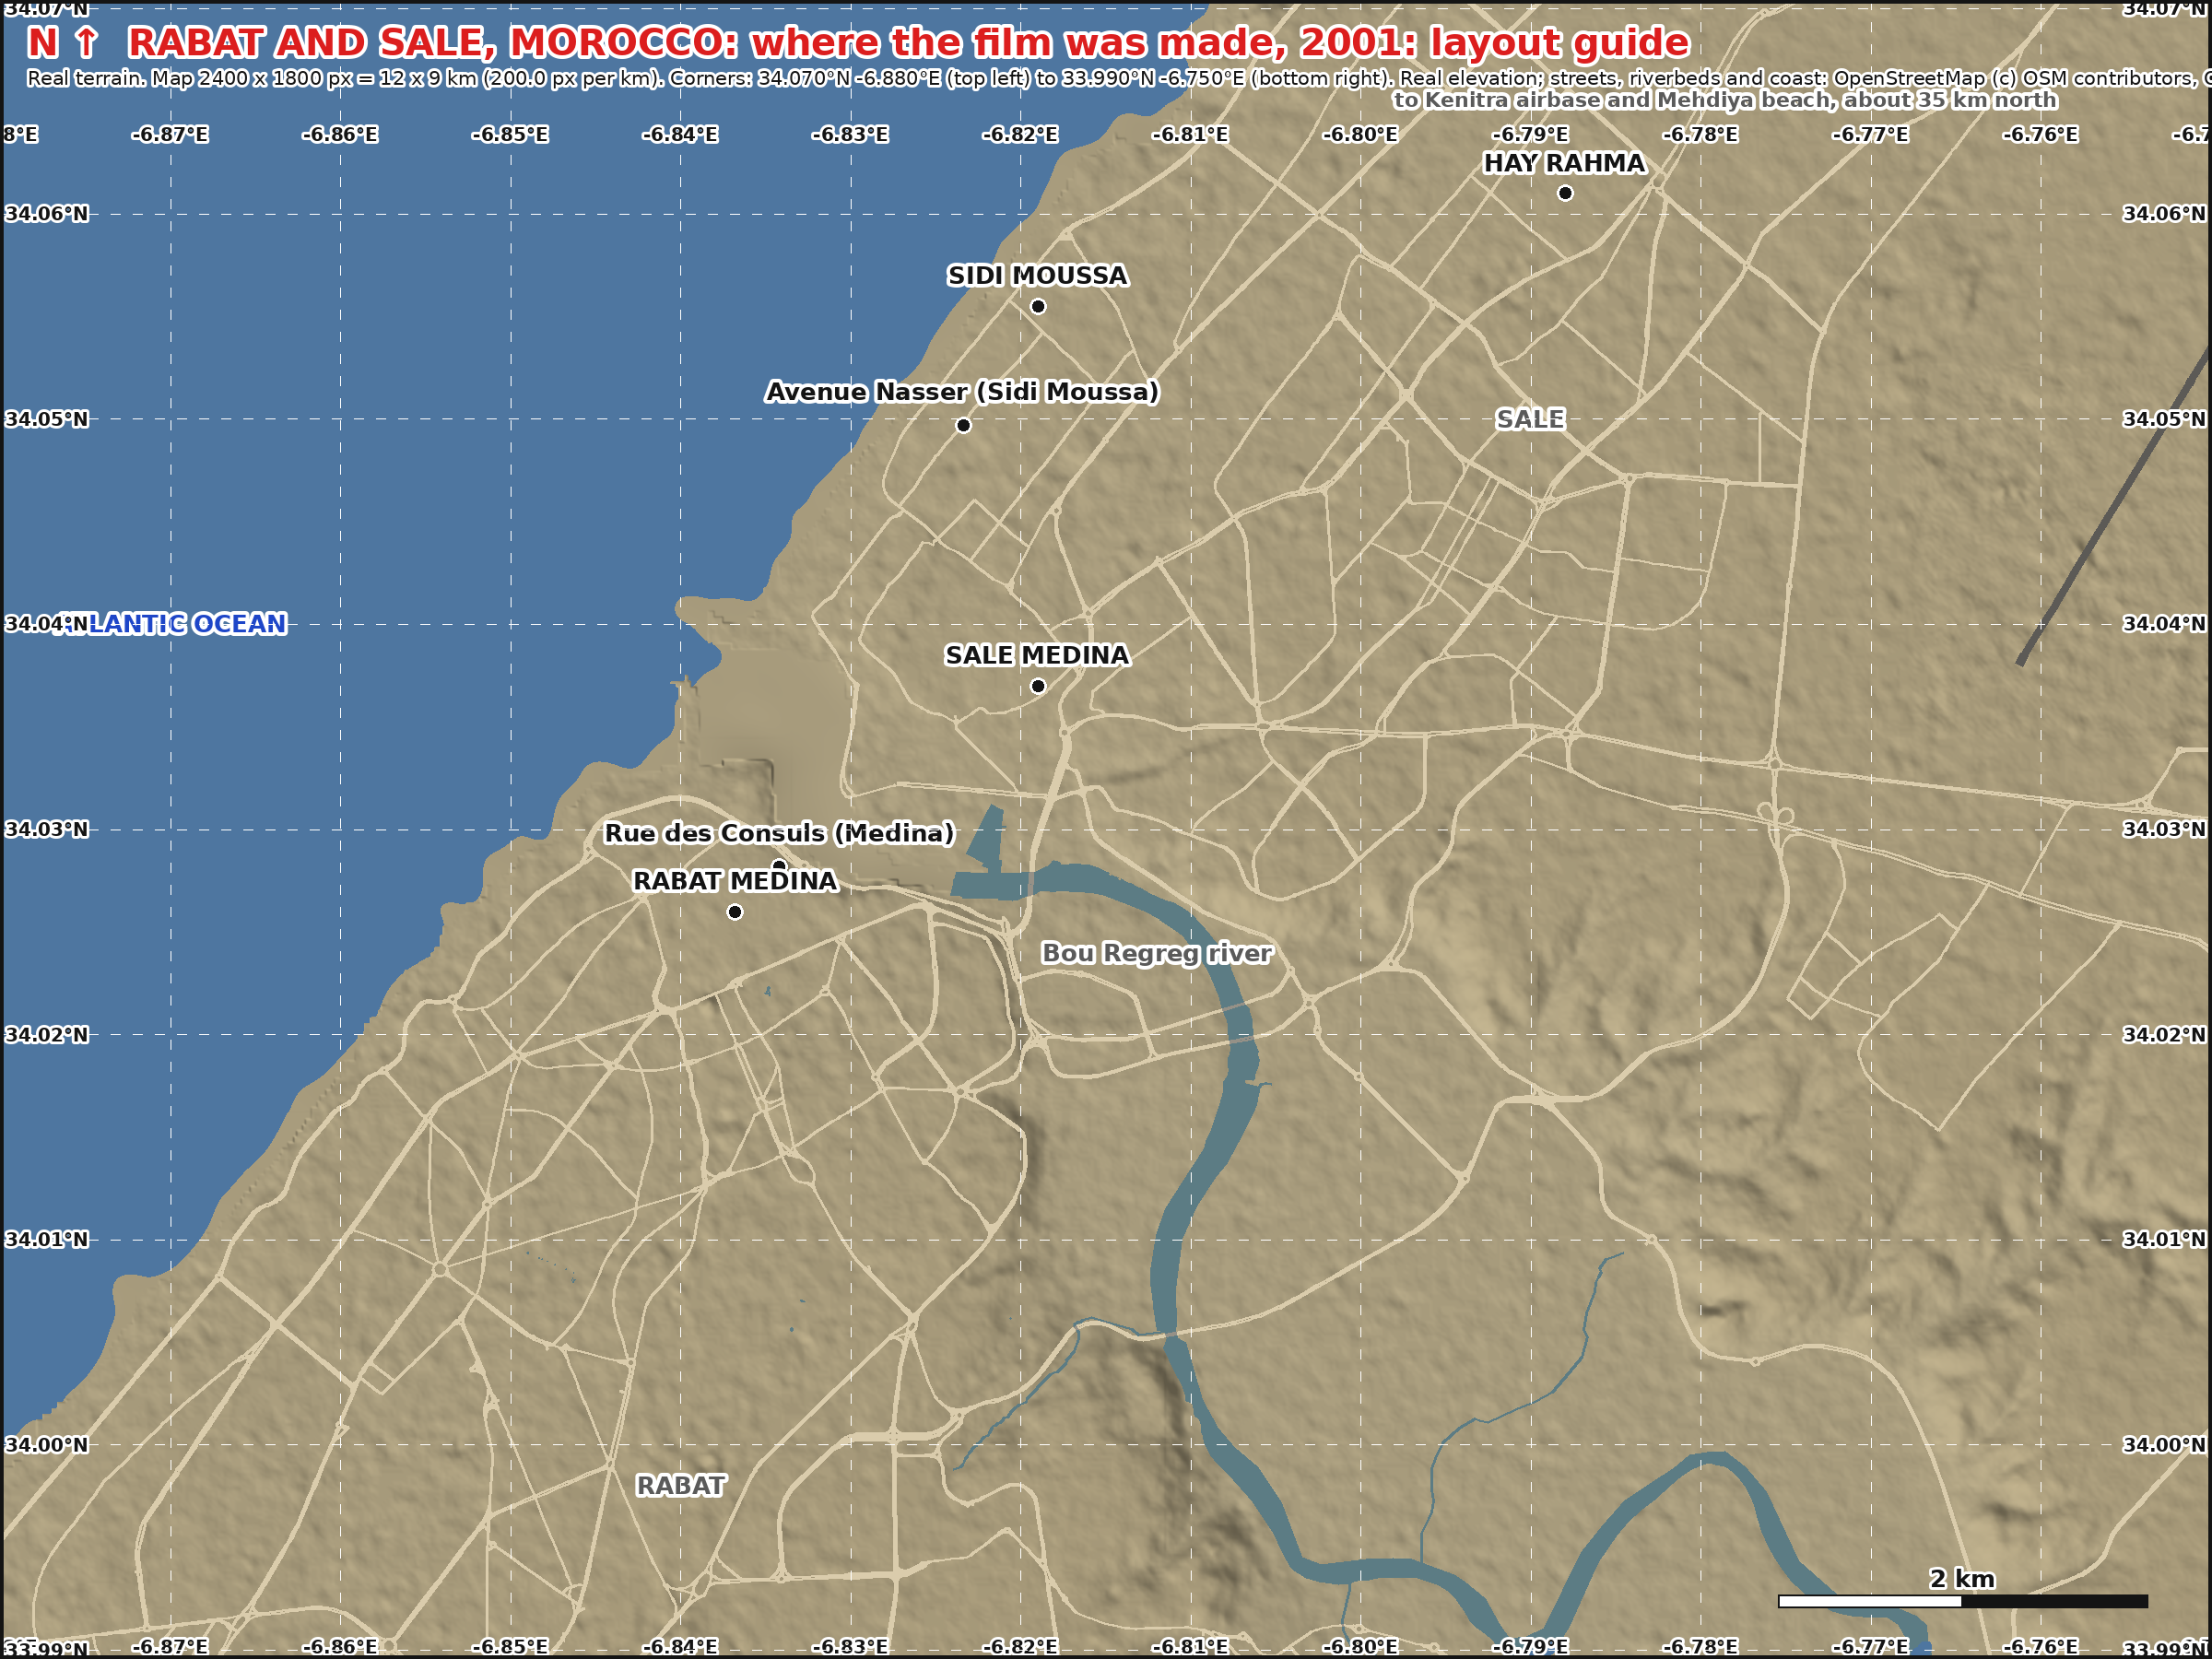 34.07°N 34.07°N
N ↑ RABAT AND SALE, MOROCCO: where the film was made, 2001: layout guide
Real terrain. Map 2400 x 1800 px = 12 x 9 km (200.0 px per km). Corners: 34.070°N -6.880°E (top left) to 33.990°N -6.750°E (bottom right). Real elevation; streets, riverbeds and coast: OpenStreetMap (c) OSM contributors,
to Kenitra airbase and Mehdiya beach, about 35 km north
8°E -6.87°E -6.86°E -6.85°E -6.84°E -6.83°E -6.82°E -6.81°E -6.80°E -6.79°E -6.78°E -6.77°E -6.76°E -6.7
HAY RAHMA
34.06°N 34.06°N
SIDI MOUSSA
Avenue Nasser (Sidi Moussa)
34.05°N SALE 34.05°N
34.04°N ATLANTIC OCEAN 34.04°N
SALE MEDINA
34.03°N Rue des Consuls (Medina) 34.03°N
RABAT MEDINA
Bou Regreg river
34.02°N 34.02°N
34.01°N 34.01°N
34.00°N 34.00°N
RABAT
2 km
-6.87°E -6.86°E -6.85°E -6.84°E -6.83°E -6.82°E -6.81°E -6.80°E -6.79°E -6.78°E -6.77°E -6.76°E
33.99°N 33.99°N